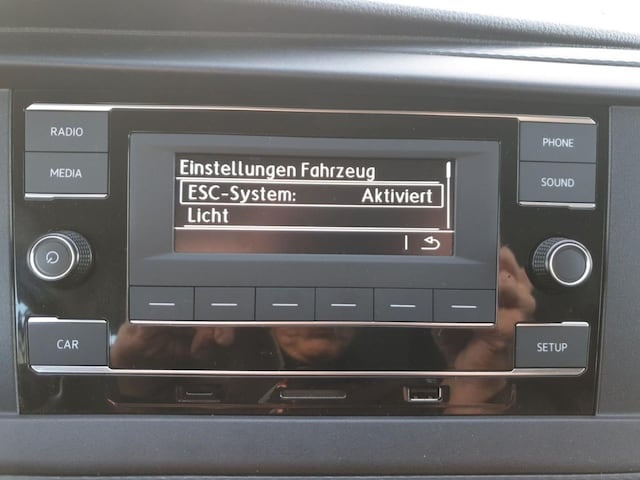 RADIO
PHONE
MEDIA
SOUND
Einstellungen Fahrzeug
ESC-System: Aktiviert
Licht
CAR
SETUP